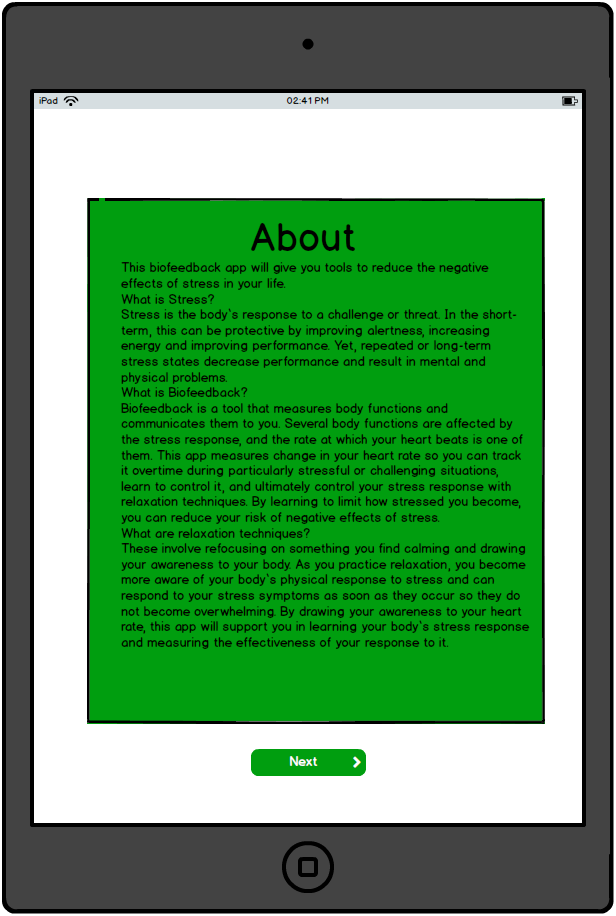 iPad
02:41 PM
About
This biofeedback app will give you tools to reduce the negative
effects of stress in your life.
What is Stress?
Stress is the body`s response to a challenge or threat. In the short-
term, this can be protective by improving alertness, increasing
energy and improving performance. Yet, repeated or long-term
stress states decrease performance and result in mental and
physical problems.
What is Biofeedback?
Biofeedback is a tool that measures body functions and
communicates them to you. Several body functions are affected by
the stress response, and the rate at which your heart beats is one of
them. This app measures change in your heart rate so you can track
it overtime during particularly stressful or challenging situations,
learn to control it, and ultimately control your stress response with
relaxation techniques. By learning to limit how stressed you become,
you can reduce your risk of negative effects of stress.
What are relaxation techniques?
These involve refocusing on something you find calming and drawing
your awareness to your body. As you practice relaxation, you become
more aware of your body`s physical response to stress and can
respond to your stress symptoms as soon as they occur so they do
not become overwhelming. By drawing your awareness to your heart
rate, this app will support you in learning your body`s stress response
and measuring the effectiveness of your response to it.
Next